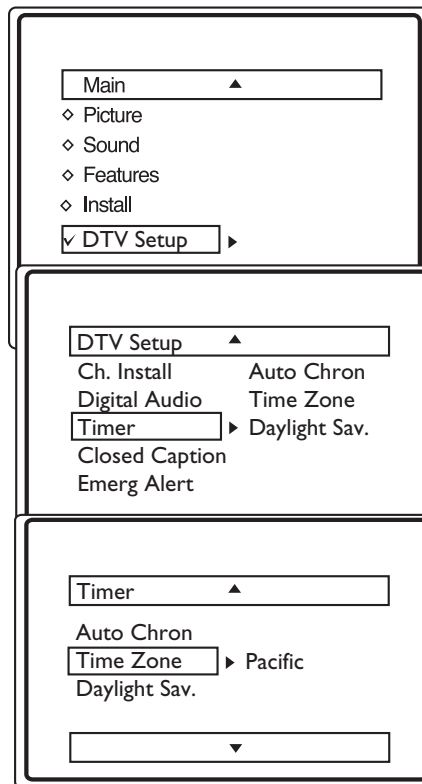 Main
Picture
Sound
Features
Install
DTV Setup
DTV Setup
Ch. Install Auto Chron
Digital Audio Time Zone
Timer Daylight Sav.
Closed Caption
Emerg Alert
Timer
Auto Chron
Time Zone Pacific
Daylight Sav.